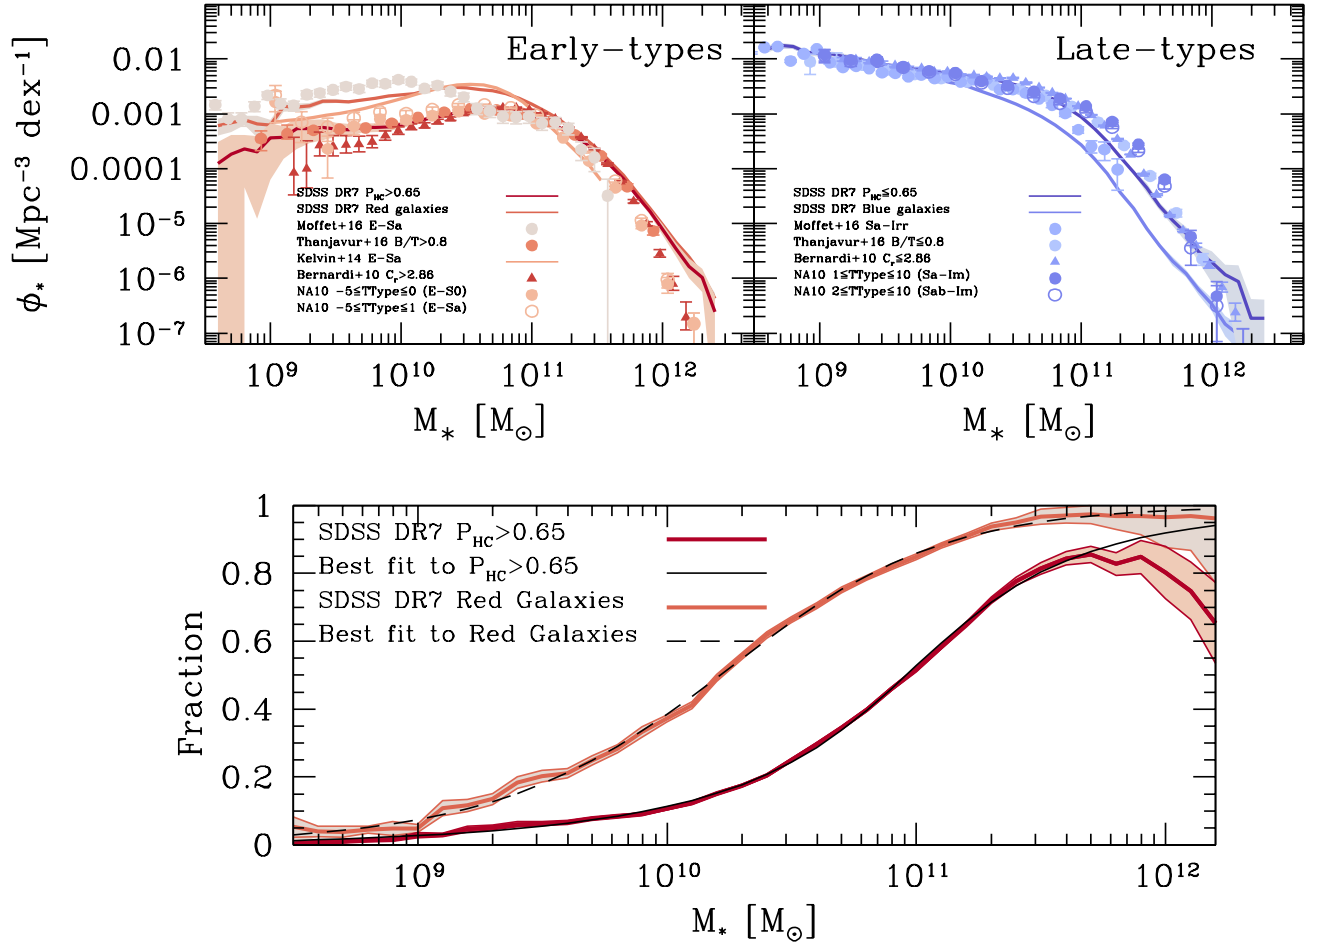 Early-types
Late-types
0.01
0.001
0.0001
10⁻⁵
10⁻⁶
10⁻⁷
ϕ* [Mpc⁻³ dex⁻¹]
SDSS DR7 P_HC>0.65
SDSS DR7 Red galaxies
Moffet+16 E-Sa
Thanjavur+16 B/T>0.8
Kelvin+14 E-Sa
Bernardi+10 C_r>2.86
NA10 -5≤TType≤0 (E-S0)
NA10 -5≤TType≤1 (E-Sa)
SDSS DR7 P_HC≤0.65
SDSS DR7 Blue galaxies
Moffet+16 Sa-Irr
Thanjavur+16 B/T≤0.8
Bernardi+10 C_r≤2.86
NA10 1≤TType≤10 (Sa-Im)
NA10 2≤TType≤10 (Sab-Im)
10⁹ 10¹⁰ 10¹¹ 10¹²
10⁹ 10¹⁰ 10¹¹ 10¹²
M* [M⊙]
M* [M⊙]
1
0.8
0.6
0.4
0.2
0
Fraction
SDSS DR7 P_HC>0.65
Best fit to P_HC>0.65
SDSS DR7 Red Galaxies
Best fit to Red Galaxies
10⁹ 10¹⁰ 10¹¹ 10¹²
M* [M⊙]